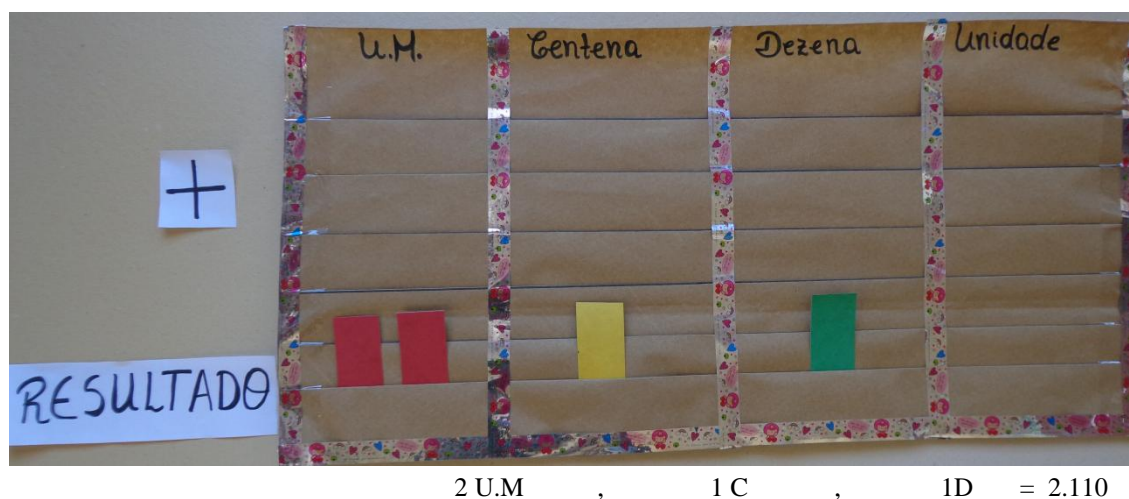 U.M. Centena Dezena Unidade
+
RESULTADO
2 U.M , 1 C , 1D = 2.110